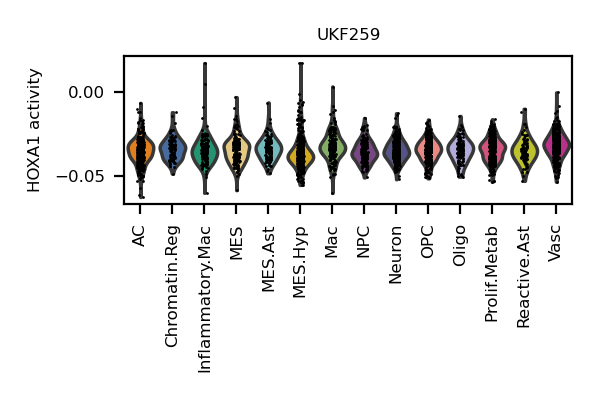 UKF259
HOXA1 activity
0.00
−0.05
AC
Chromatin.Reg
Inflammatory.Mac
MES
MES.Ast
MES.Hyp
Mac
NPC
Neuron
OPC
Oligo
Prolif.Metab
Reactive.Ast
Vasc